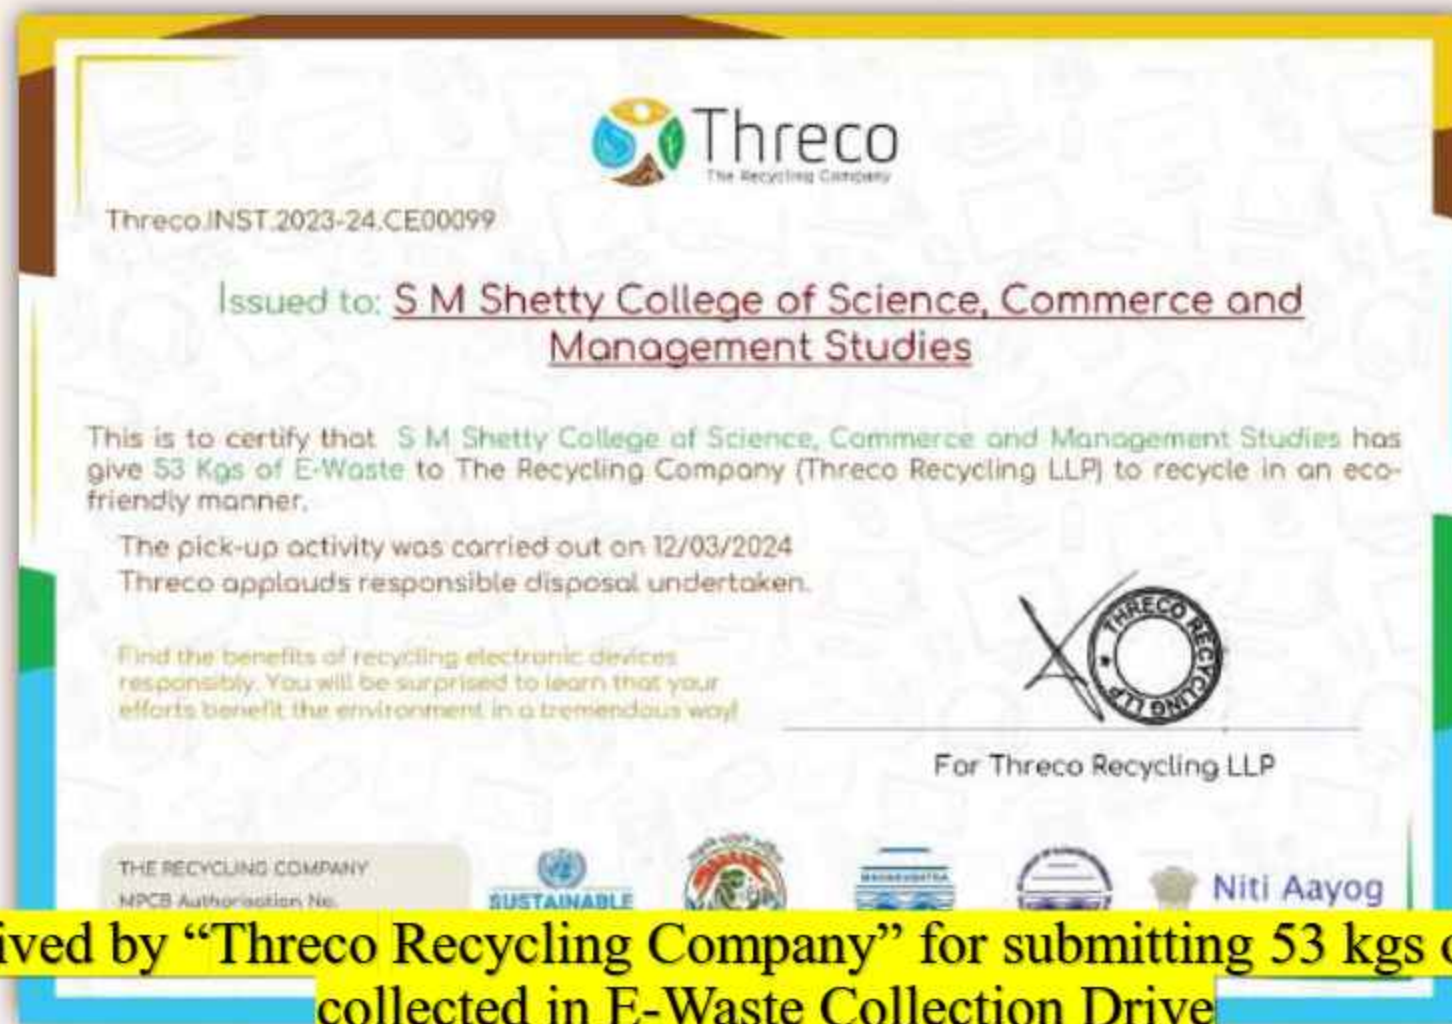 Threco
The Recycling Company
Threco.INST.2023-24.CE00099
Issued to: S M Shetty College of Science, Commerce and
Management Studies
This is to certify that S M Shetty College of Science, Commerce and Management Studies has
give 53 Kgs of E-Waste to The Recycling Company (Threco Recycling LLP) to recycle in an eco-
friendly manner.
The pick-up activity was carried out on 12/03/2024
Threco applauds responsible disposal undertaken.
Find the benefits of recycling electronic devices
responsibly. You will be surprised to learn that your
efforts benefit the environment in a tremendous way!
THRECO RECYCLING LLP
For Threco Recycling LLP
THE RECYCLING COMPANY
MPCB Authorisation No.
SUSTAINABLE
MAHARASHTRA
Niti Aayog
ived by “Threco Recycling Company” for submitting 53 kgs
collected in E-Waste Collection Drive